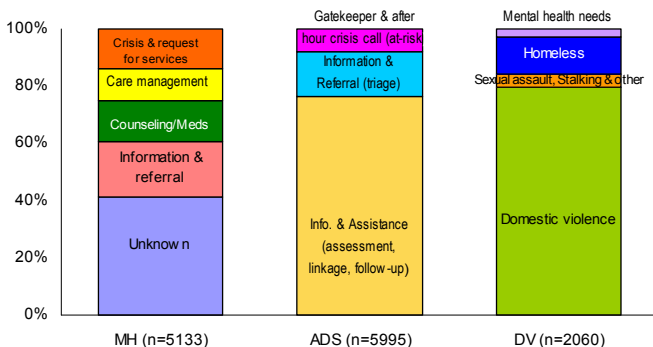 Gatekeeper & after
hour crisis call (at-risk
Mental health needs
100%
80%
60%
40%
20%
0%
Crisis & request
for services
Care management
Counseling/Meds
Information &
referral
Unknown
Information &
Referral (triage)
Info. & Assistance
(assessment,
linkage, follow-up)
Homeless
Sexual assault, Stalking & other
Domestic violence
MH (n=5133)
ADS (n=5995)
DV (n=2060)